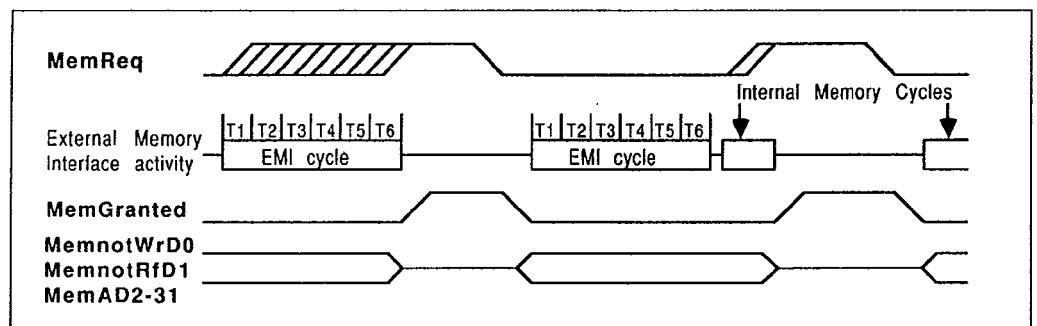 MemReq
Internal Memory Cycles
External Memory
Interface activity
T1 T2 T3 T4 T5 T6
T1 T2 T3 T4 T5 T6
EMI cycle
EMI cycle
MemGranted
MemnotWrD0
MemnotRfD1
MemAD2-31